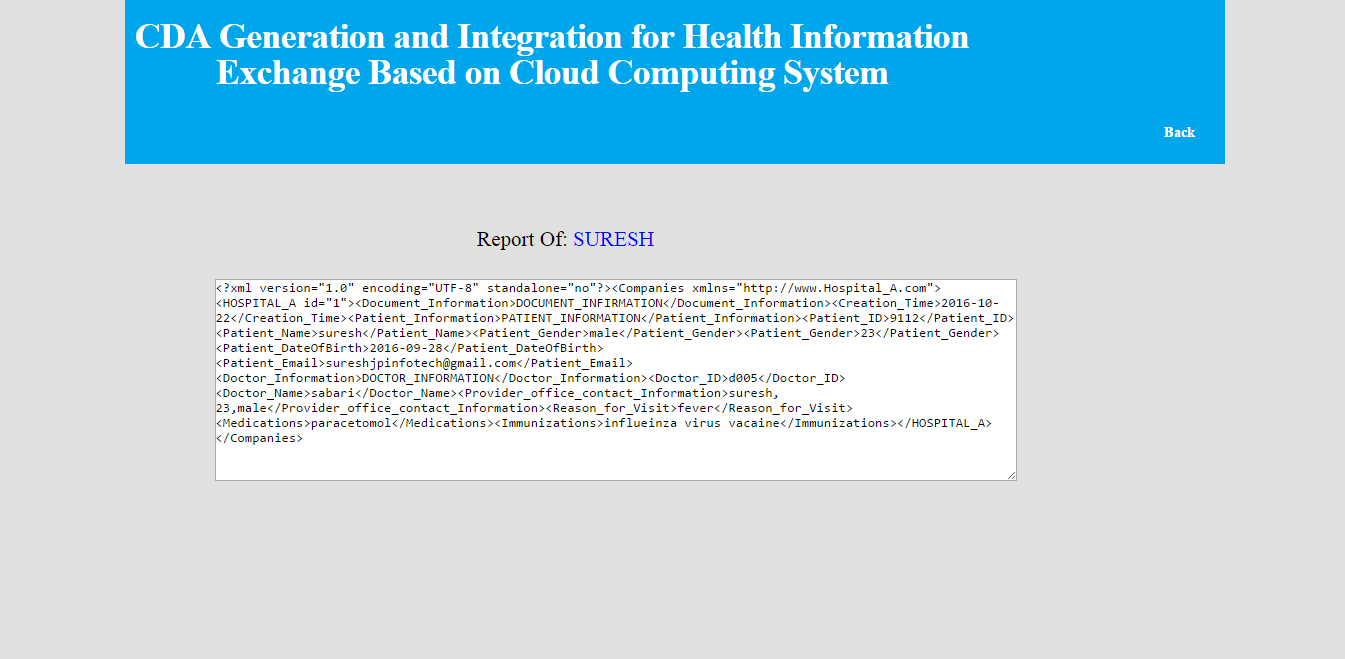 CDA Generation and Integration for Health Information
Exchange Based on Cloud Computing System
Back
Report Of: SURESH
<?xml version="1.0" encoding="UTF-8" standalone="no"?><Companies xmlns="http://www.Hospital_A.com">
<HOSPITAL_A id="1"><Document_Information>DOCUMENT_INFIRMATION</Document_Information><Creation_Time>2016-10-
22</Creation_Time><Patient_Information>PATIENT_INFORMATION</Patient_Information><Patient_ID>9112</Patient_ID>
<Patient_Name>suresh</Patient_Name><Patient_Gender>male</Patient_Gender><Patient_Gender>23</Patient_Gender>
<Patient_DateOfBirth>2016-09-28</Patient_DateOfBirth>
<Patient_Email>sureshjpinfotech@gmail.com</Patient_Email>
<Doctor_Information>DOCTOR_INFORMATION</Doctor_Information><Doctor_ID>d005</Doctor_ID>
<Doctor_Name>sabari</Doctor_Name><Provider_office_contact_Information>suresh,
23,male</Provider_office_contact_Information><Reason_for_Visit>fever</Reason_for_Visit>
<Medications>paracetomol</Medications><Immunizations>influeinza virus vacaine</Immunizations></HOSPITAL_A>
</Companies>